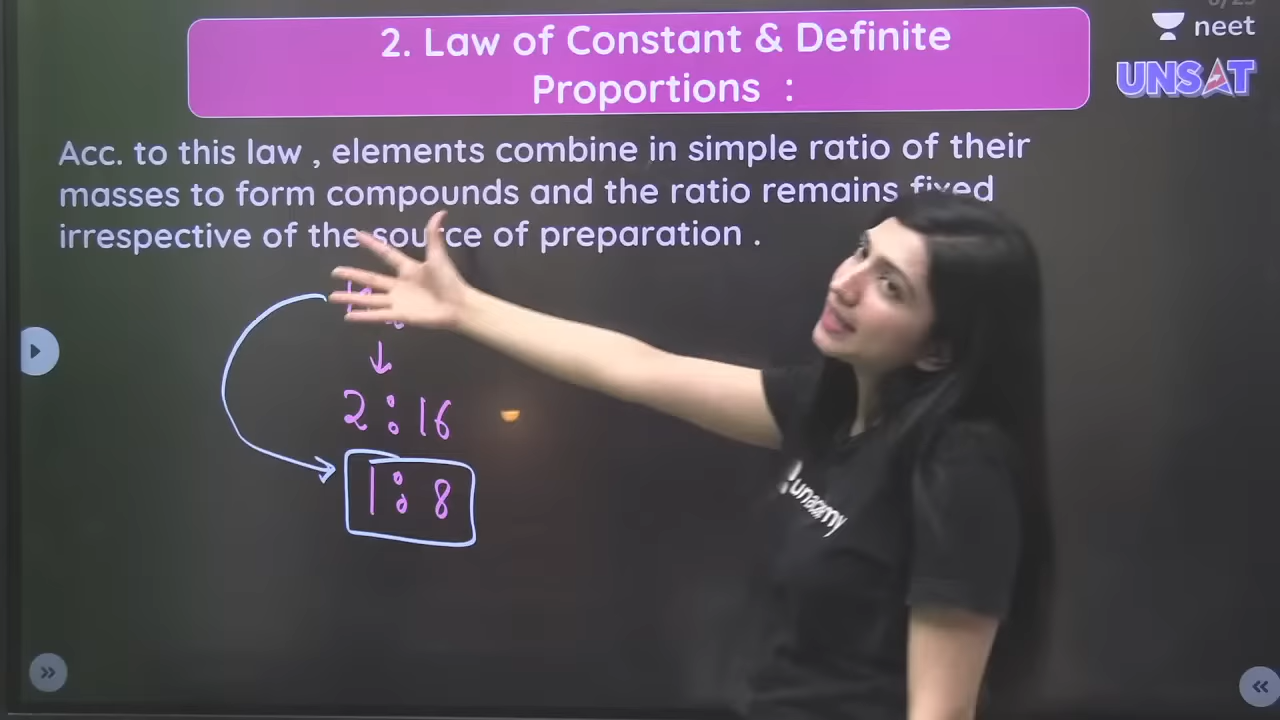 neet
UNSAT
2. Law of Constant & Definite
Proportions :
Acc. to this law , elements combine in simple ratio of their
masses to form compounds and the ratio remains fixed
irrespective of the source of preparation .
2 : 16
1 : 8
unacademy